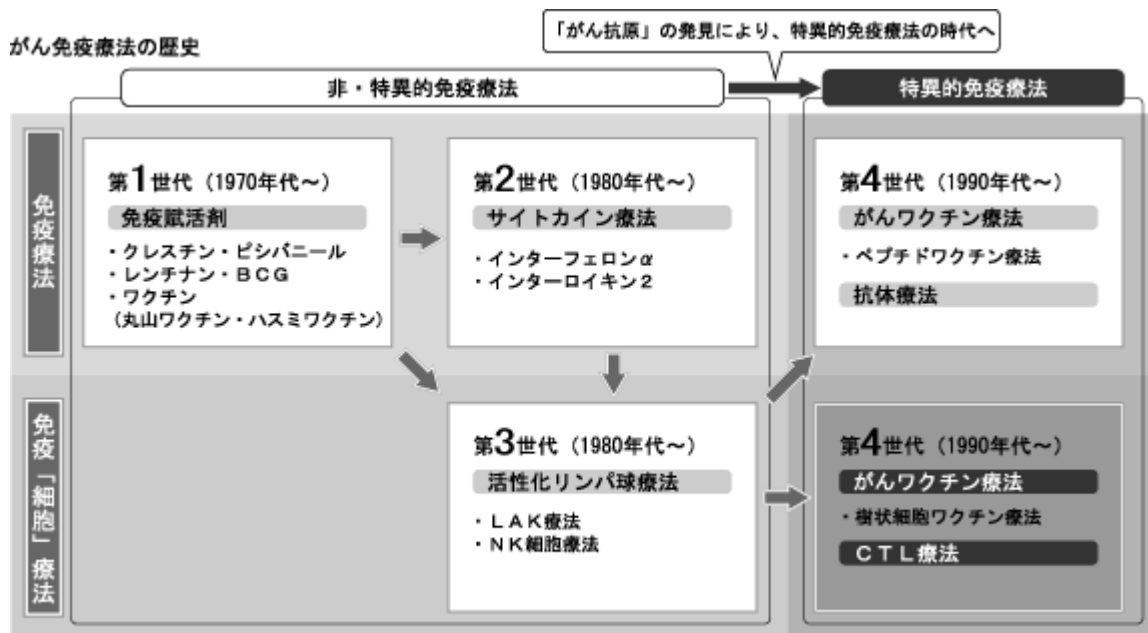 がん免疫療法の歴史
「がん抗原」の発見により、特異的免疫療法の時代へ
非・特異的免疫療法
特異的免疫療法
免疫療法
第1世代（1970年代～）
免疫賦活剤
・クレスチン・ピシバニール
・レンチナン・ＢＣＧ
・ワクチン
（丸山ワクチン・ハスミワクチン）
第2世代（1980年代～）
サイトカイン療法
・インターフェロンα
・インターロイキン２
第4世代（1990年代～）
がんワクチン療法
・ペプチドワクチン療法
抗体療法
免疫「細胞」療法
第3世代（1980年代～）
活性化リンパ球療法
・ＬＡＫ療法
・ＮＫ細胞療法
第4世代（1990年代～）
がんワクチン療法
・樹状細胞ワクチン療法
ＣＴＬ療法